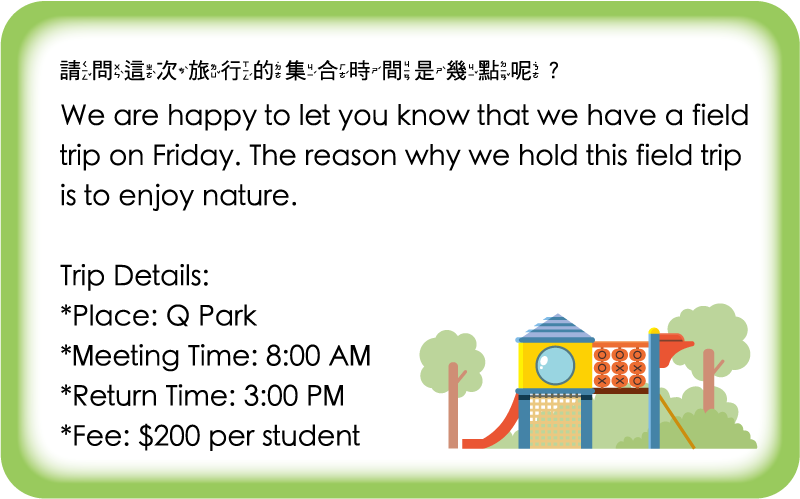 請問這次旅行的集合時間是幾點呢？
We are happy to let you know that we have a field
trip on Friday. The reason why we hold this field trip
is to enjoy nature.
Trip Details:
*Place: Q Park
*Meeting Time: 8:00 AM
*Return Time: 3:00 PM
*Fee: $200 per student
OXO
XOO
XOX